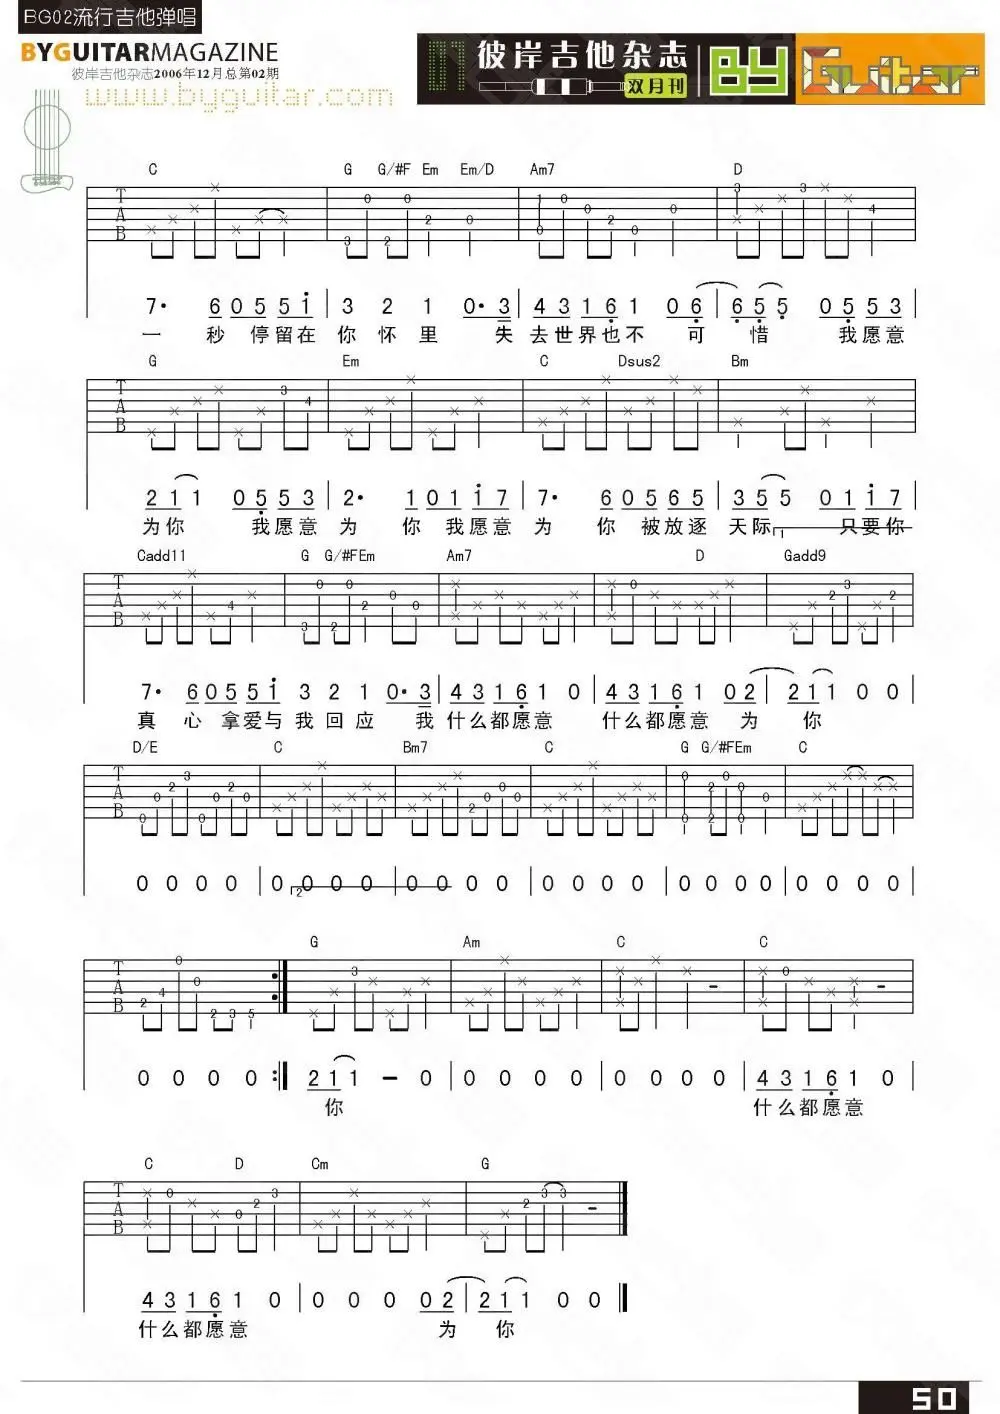 BG02流行吉他弹唱
BYGUITARMAGAZINE
彼岸吉他杂志2006年12月总第02期
www.byguitar.com
01 彼岸吉他杂志 双月刊 BY Guitar
C G G/#F Em Em/D Am7 D
7· 6 0 5 5 i 3 2 1 0· 3 4 3 1 6 1 0 6 6 5 5 0 5 5 3
一 秒 停留在 你 怀 里 失 去世界也不 可 惜 我愿意
G Em C Dsus2 Bm
2 1 1 0 5 5 3 2· 1 0 1 i 7 7· 6 0 5 6 5 3 5 5 0 1 i 7
为你 我愿意 为 你 我愿意 为 你 被放逐 天际 只要你
1
Cadd11 G G/#FEm Am7 D Gadd9
7· 6 0 5 5 i 3 2 1 0· 3 4 3 1 6 1 0 4 3 1 6 1 0 2 2 1 1 0 0
真 心 拿爱与 我 回 应 我 什么都愿意 什么都愿意 为 你
D/E C Bm7 C G G/#FEm C
0 0 0 0 0 0 0 0 0 0 0 0 0 0 0 0 0 0 0 0 0 0 0 0
2
G Am C C
0 0 0 0 2 1 1 — 0 0 0 0 0 0 0 0 0 4 3 1 6 1 0
你 什么都愿意
C D Cm G
4 3 1 6 1 0 0 0 0 0 2 2 1 1 0 0
什么都愿意 为 你
50